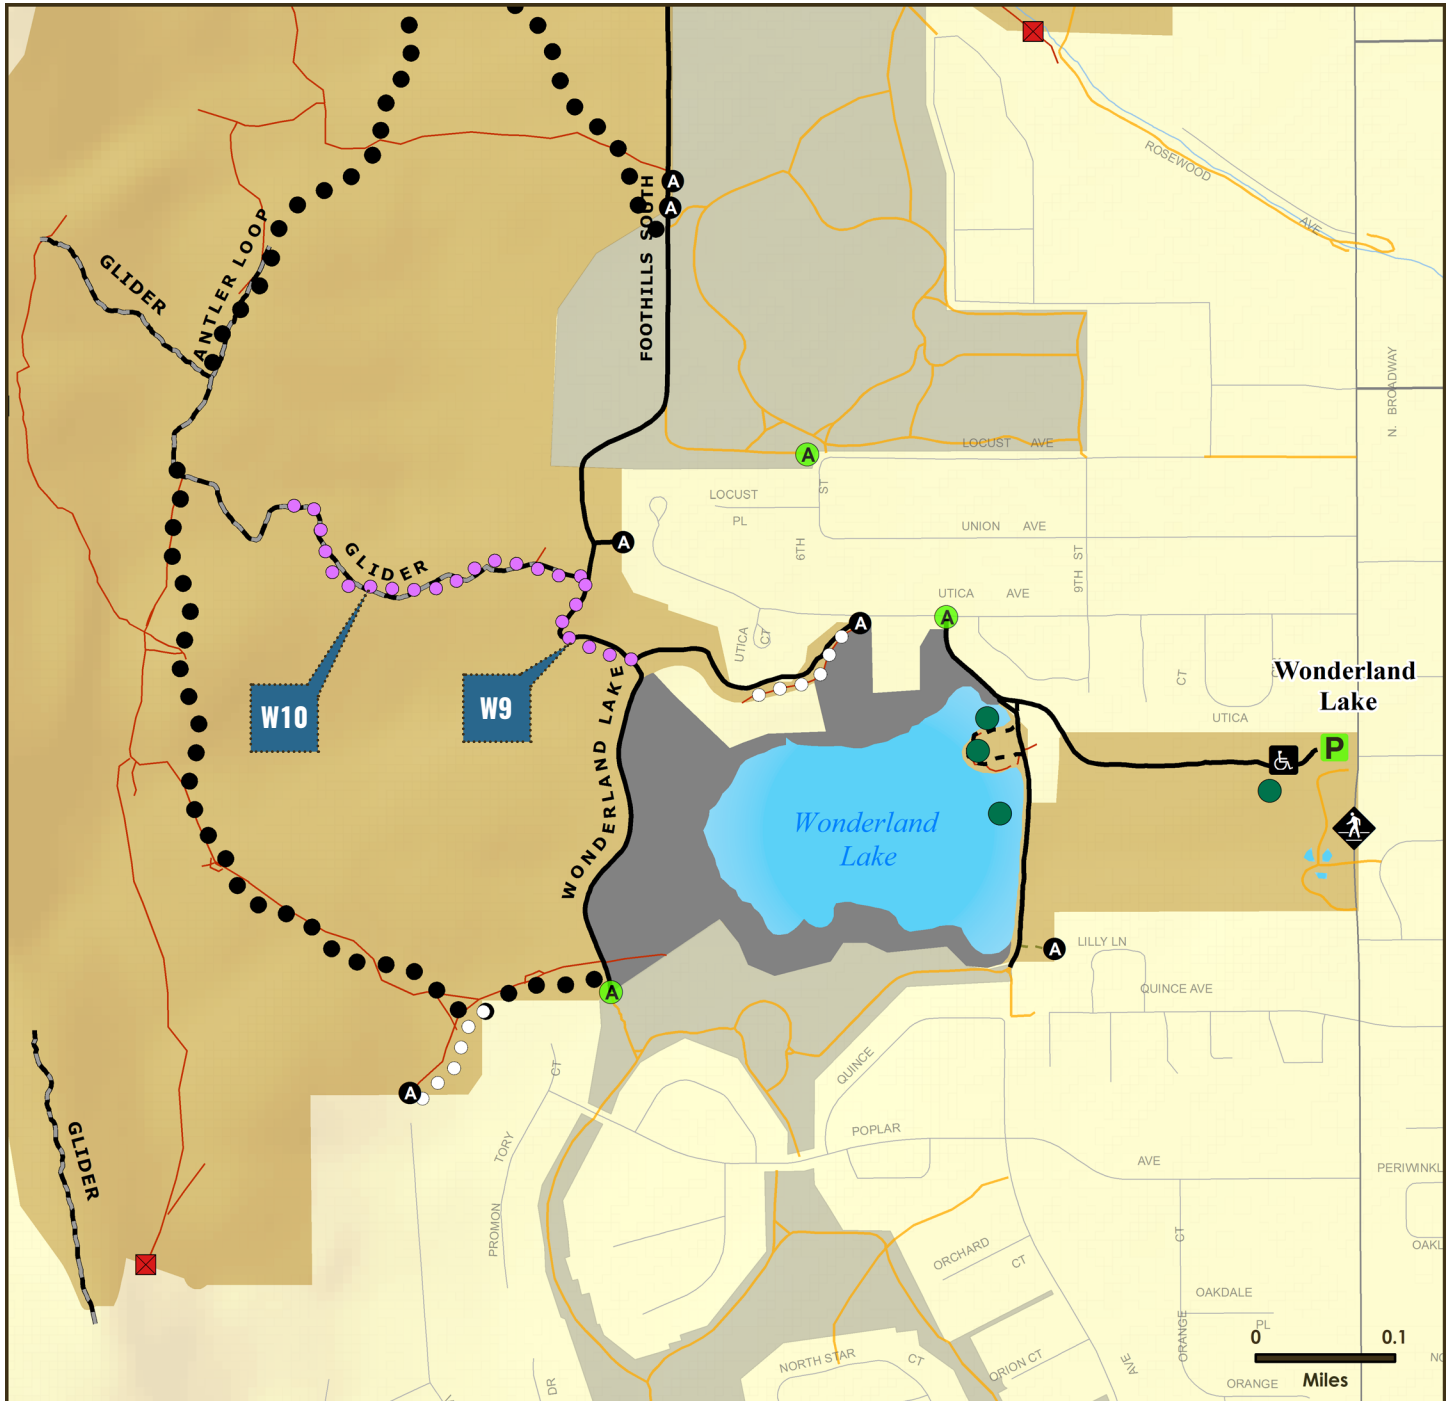 A
A
FOOTHILLS SOUTH
ROSEWOOD
AVE
GLIDER
ANTLER LOOP
N. BROADWAY
A
LOCUST AVE
LOCUST
PL
6TH
ST
UNION AVE
9TH ST
A
GLIDER
UTICA AVE
UTICA
CT
A
A
CT
W10
W9
WONDERLAND LAKE
Wonderland
Lake
UTICA
P
Wonderland
Lake
A
LILLY LN
QUINCE AVE
A
A
CT
QUINCE
POPLAR
AVE
GLIDER
PROMON
TORY
PERIWINKL
CT
OAKL
ORCHARD
CT
OAKDALE
PL
ORANGE
NORTH STAR
CT
ORION CT
AVE
DR
ORANGE
NO
0 0.1
Miles